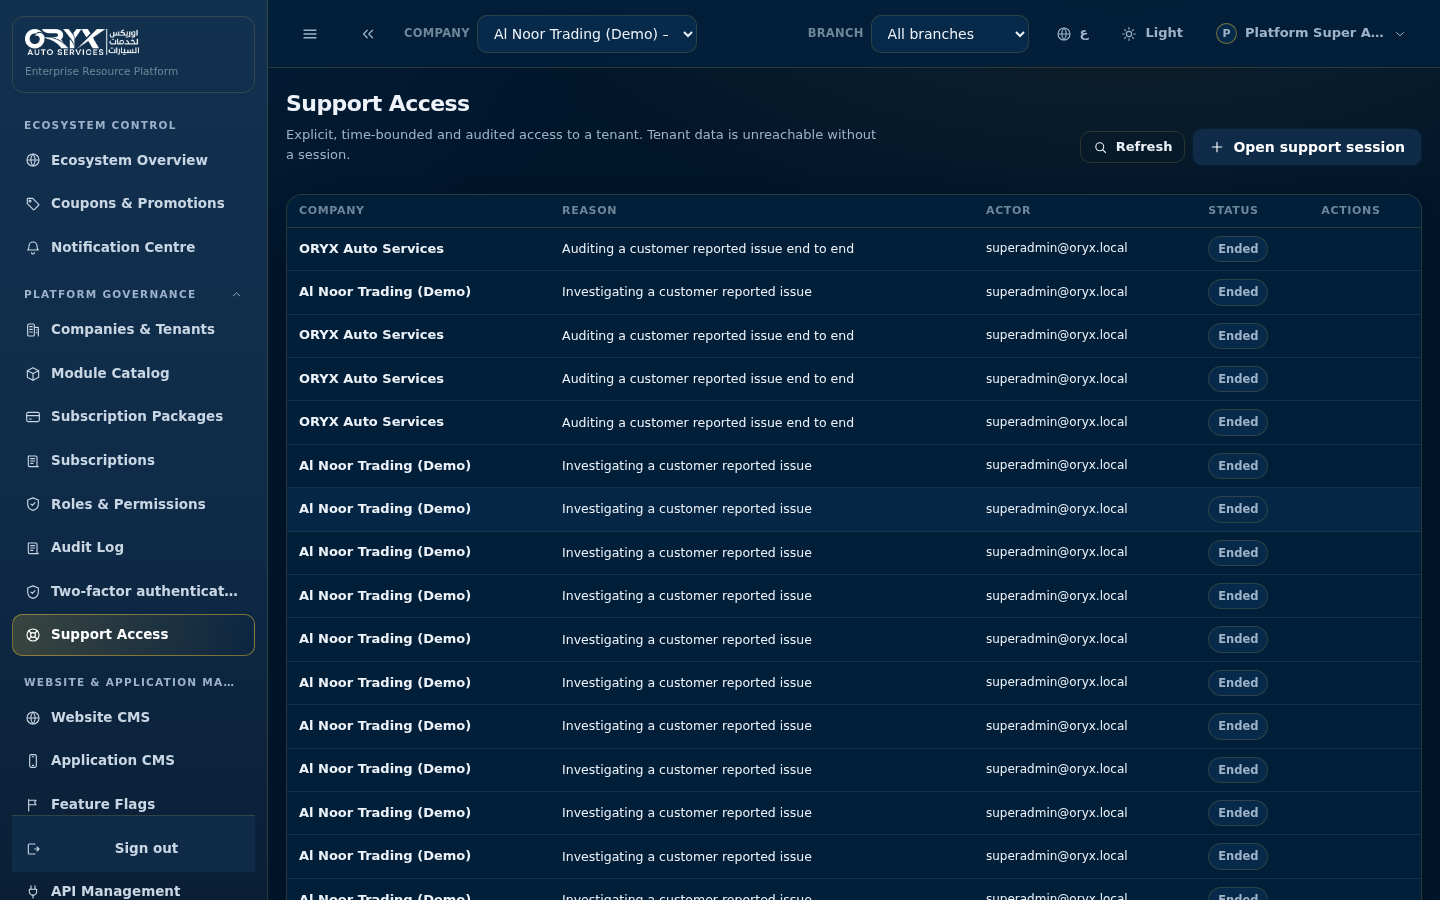 ORYX
أوريكس
لخدمات
السيارات
AUTO SERVICES
Enterprise Resource Platform
ECOSYSTEM CONTROL
Ecosystem Overview
Coupons & Promotions
Notification Centre
PLATFORM GOVERNANCE
Companies & Tenants
Module Catalog
Subscription Packages
Subscriptions
Roles & Permissions
Audit Log
Two-factor authenticat...
Support Access
WEBSITE & APPLICATION MA...
Website CMS
Application CMS
Feature Flags
Sign out
API Management
COMPANY
Al Noor Trading (Demo) –
BRANCH
All branches
ع
Light
P
Platform Super A...
Support Access
Explicit, time-bounded and audited access to a tenant. Tenant data is unreachable without
a session.
Refresh
Open support session
COMPANY REASON ACTOR STATUS ACTIONS
ORYX Auto Services Auditing a customer reported issue end to end superadmin@oryx.local Ended
Al Noor Trading (Demo) Investigating a customer reported issue superadmin@oryx.local Ended
ORYX Auto Services Auditing a customer reported issue end to end superadmin@oryx.local Ended
ORYX Auto Services Auditing a customer reported issue end to end superadmin@oryx.local Ended
ORYX Auto Services Auditing a customer reported issue end to end superadmin@oryx.local Ended
Al Noor Trading (Demo) Investigating a customer reported issue superadmin@oryx.local Ended
Al Noor Trading (Demo) Investigating a customer reported issue superadmin@oryx.local Ended
Al Noor Trading (Demo) Investigating a customer reported issue superadmin@oryx.local Ended
Al Noor Trading (Demo) Investigating a customer reported issue superadmin@oryx.local Ended
Al Noor Trading (Demo) Investigating a customer reported issue superadmin@oryx.local Ended
Al Noor Trading (Demo) Investigating a customer reported issue superadmin@oryx.local Ended
Al Noor Trading (Demo) Investigating a customer reported issue superadmin@oryx.local Ended
Al Noor Trading (Demo) Investigating a customer reported issue superadmin@oryx.local Ended
Al Noor Trading (Demo) Investigating a customer reported issue superadmin@oryx.local Ended
Al Noor Trading (Demo) Investigating a customer reported issue superadmin@oryx.local Ended
Al Noor Trading (Demo) Investigating a customer reported issue superadmin@oryx.local Ended